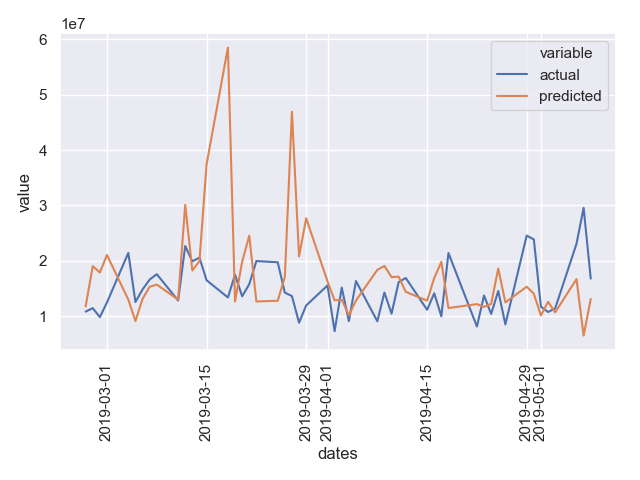 1e7
6
5
4
3
2
1
value
variable
actual
predicted
2019-03-01
2019-03-15
2019-03-29
2019-04-01
2019-04-15
2019-04-29
2019-05-01
dates